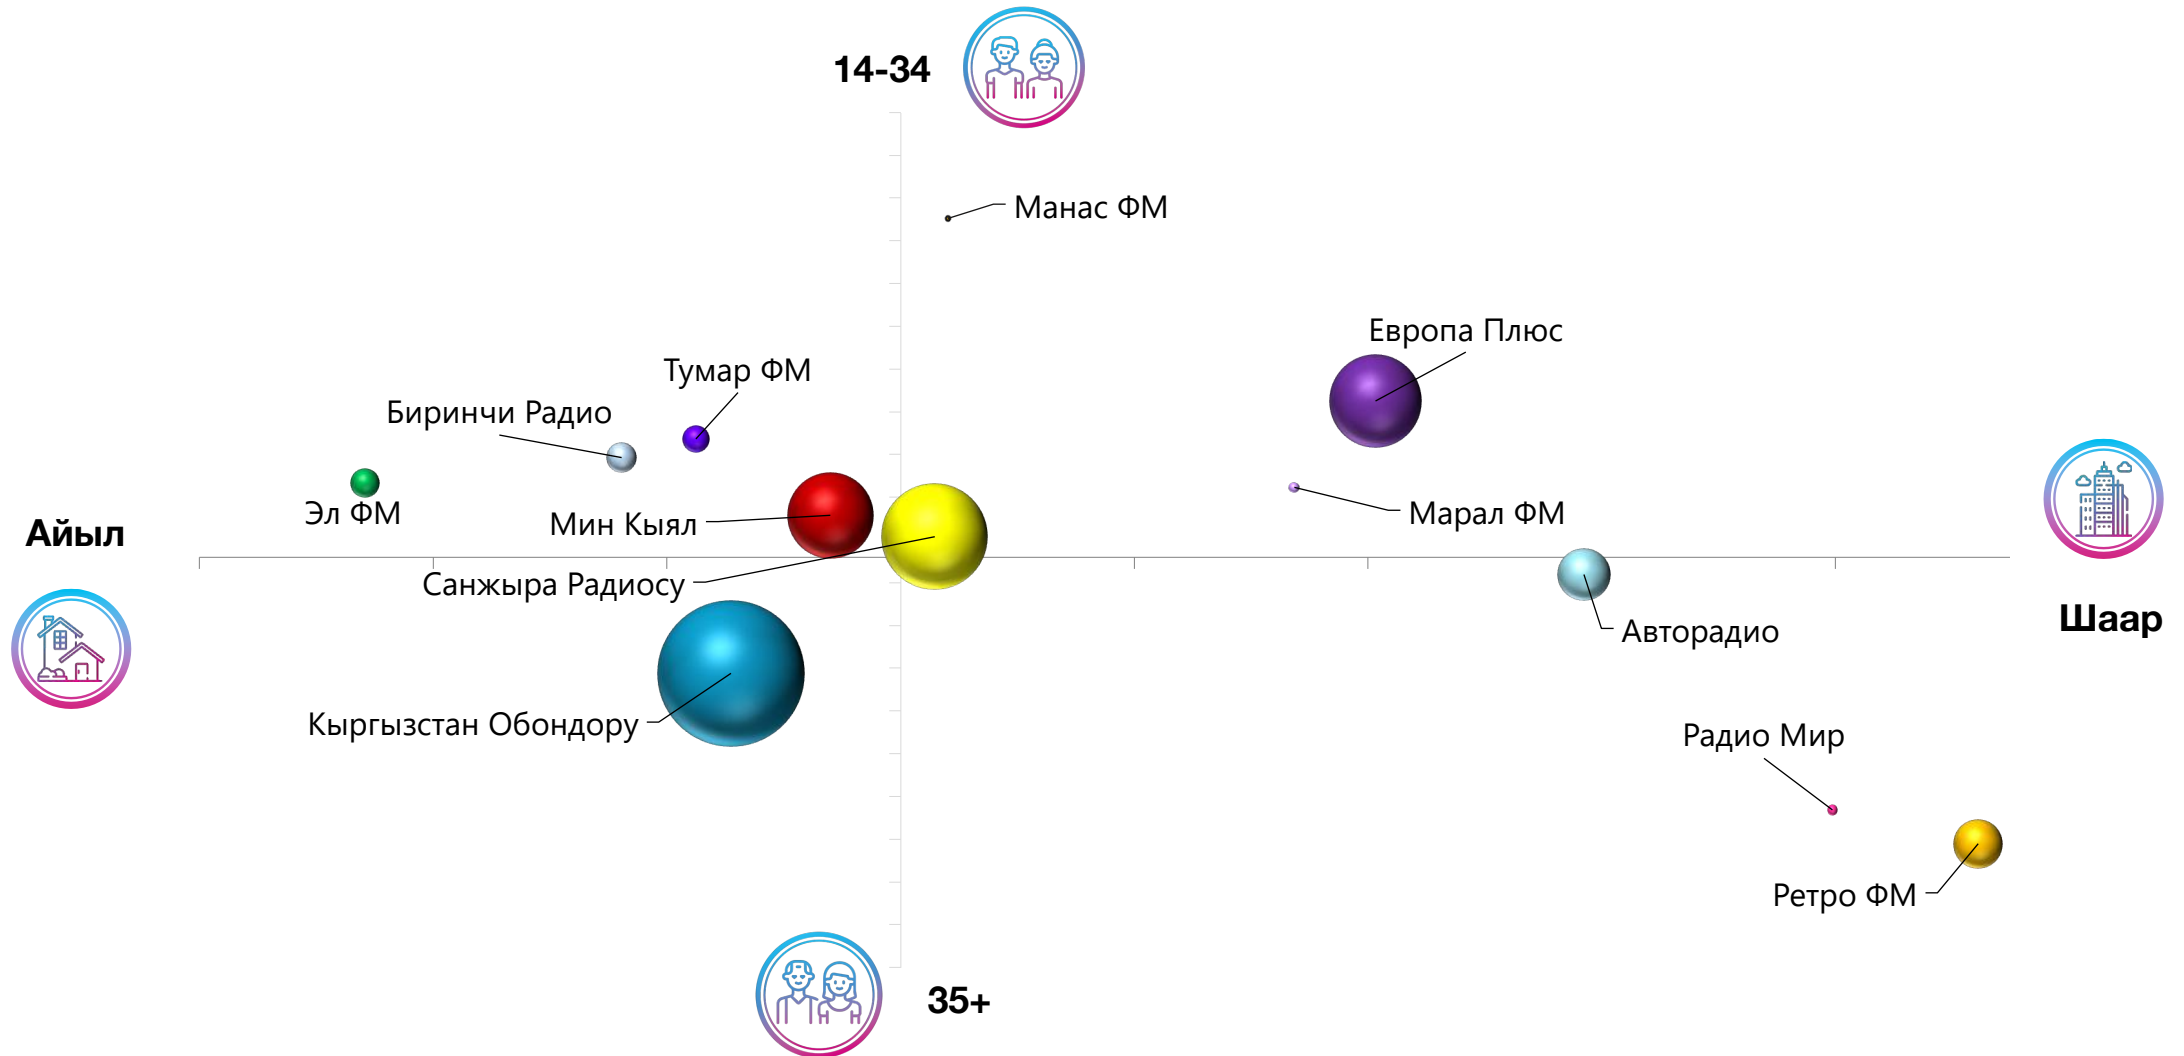 14-34
Манас ФМ
Европа Плюс
Тумар ФМ
Биринчи Радио
Эл ФМ
Мин Кыял
Марал ФМ
Айыл
Санжыра Радиосу
Шаар
Авторадио
Кыргызстан Обондору
Радио Мир
Ретро ФМ
35+